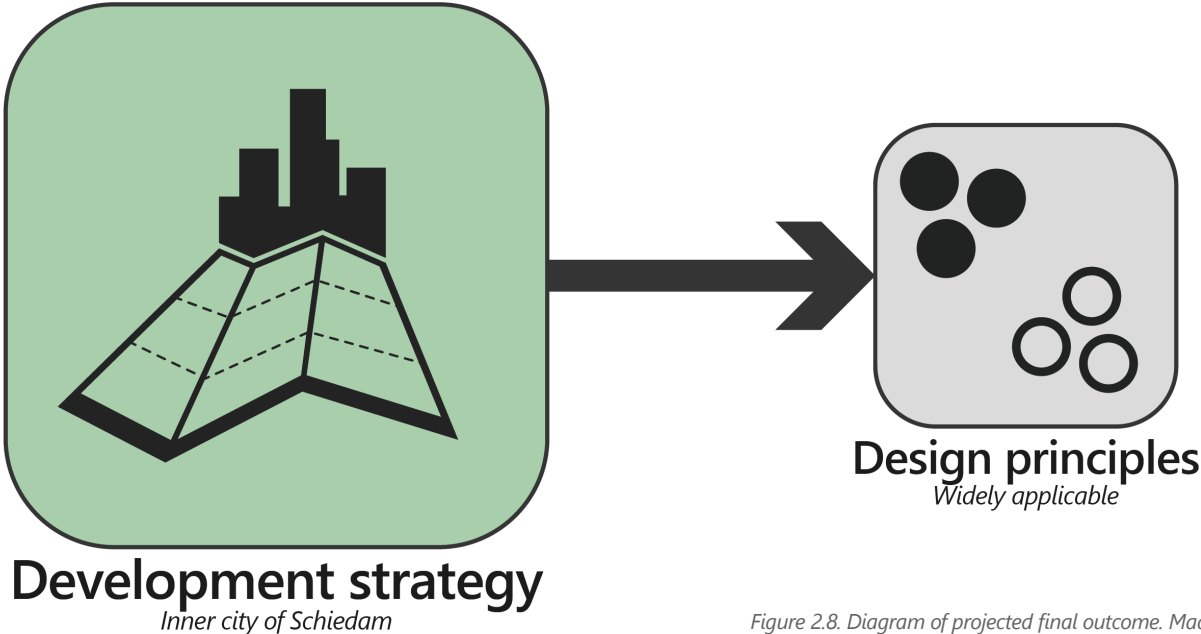 Design principles
Widely applicable
Development strategy
Inner city of Schiedam
Figure 2.8. Diagram of projected final outcome.